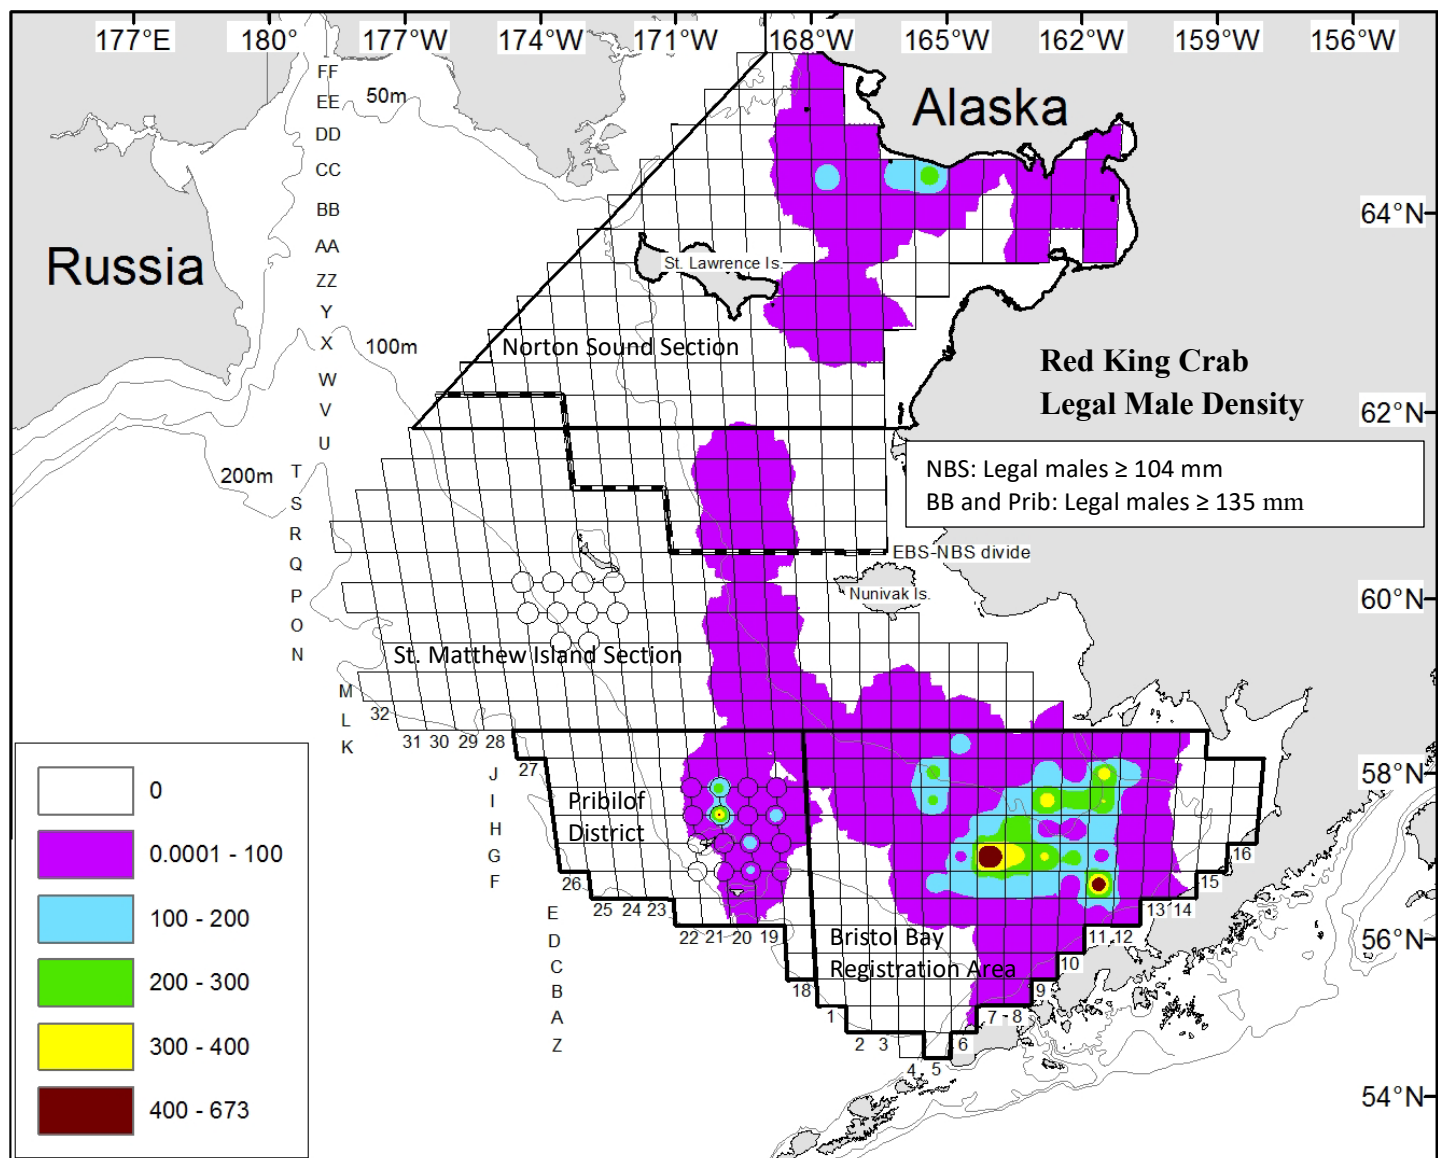 177°E 180° 177°W 174°W 171°W 168°W 165°W 162°W 159°W 156°W
FF
50m
EE
Alaska
DD
CC
BB
64°N
AA
Russia
St. Lawrence Is.
ZZ
Y
X
100m
Norton Sound Section
Red King Crab
W
Legal Male Density
V
62°N
U
T
200m
NBS: Legal males ≥ 104 mm
S
BB and Prib: Legal males ≥ 135 mm
R
EBS-NBS divide
Q
P
Nunivak Is.
60°N
O
N
St. Matthew Island Section
M
32
L
31 30 29 28
K
27
J
58°N
0
I
Pribilof
District
H
0.0001 - 100
G
16
F
26
15
100 - 200
25 24 23
13 14
E
22 21 20 19
Bristol Bay
11 12
56°N
D
Registration Area
10
C
200 - 300
18
B
9
A
1
7 - 8
Z
2 3
6
300 - 400
4 5
54°N
400 - 673